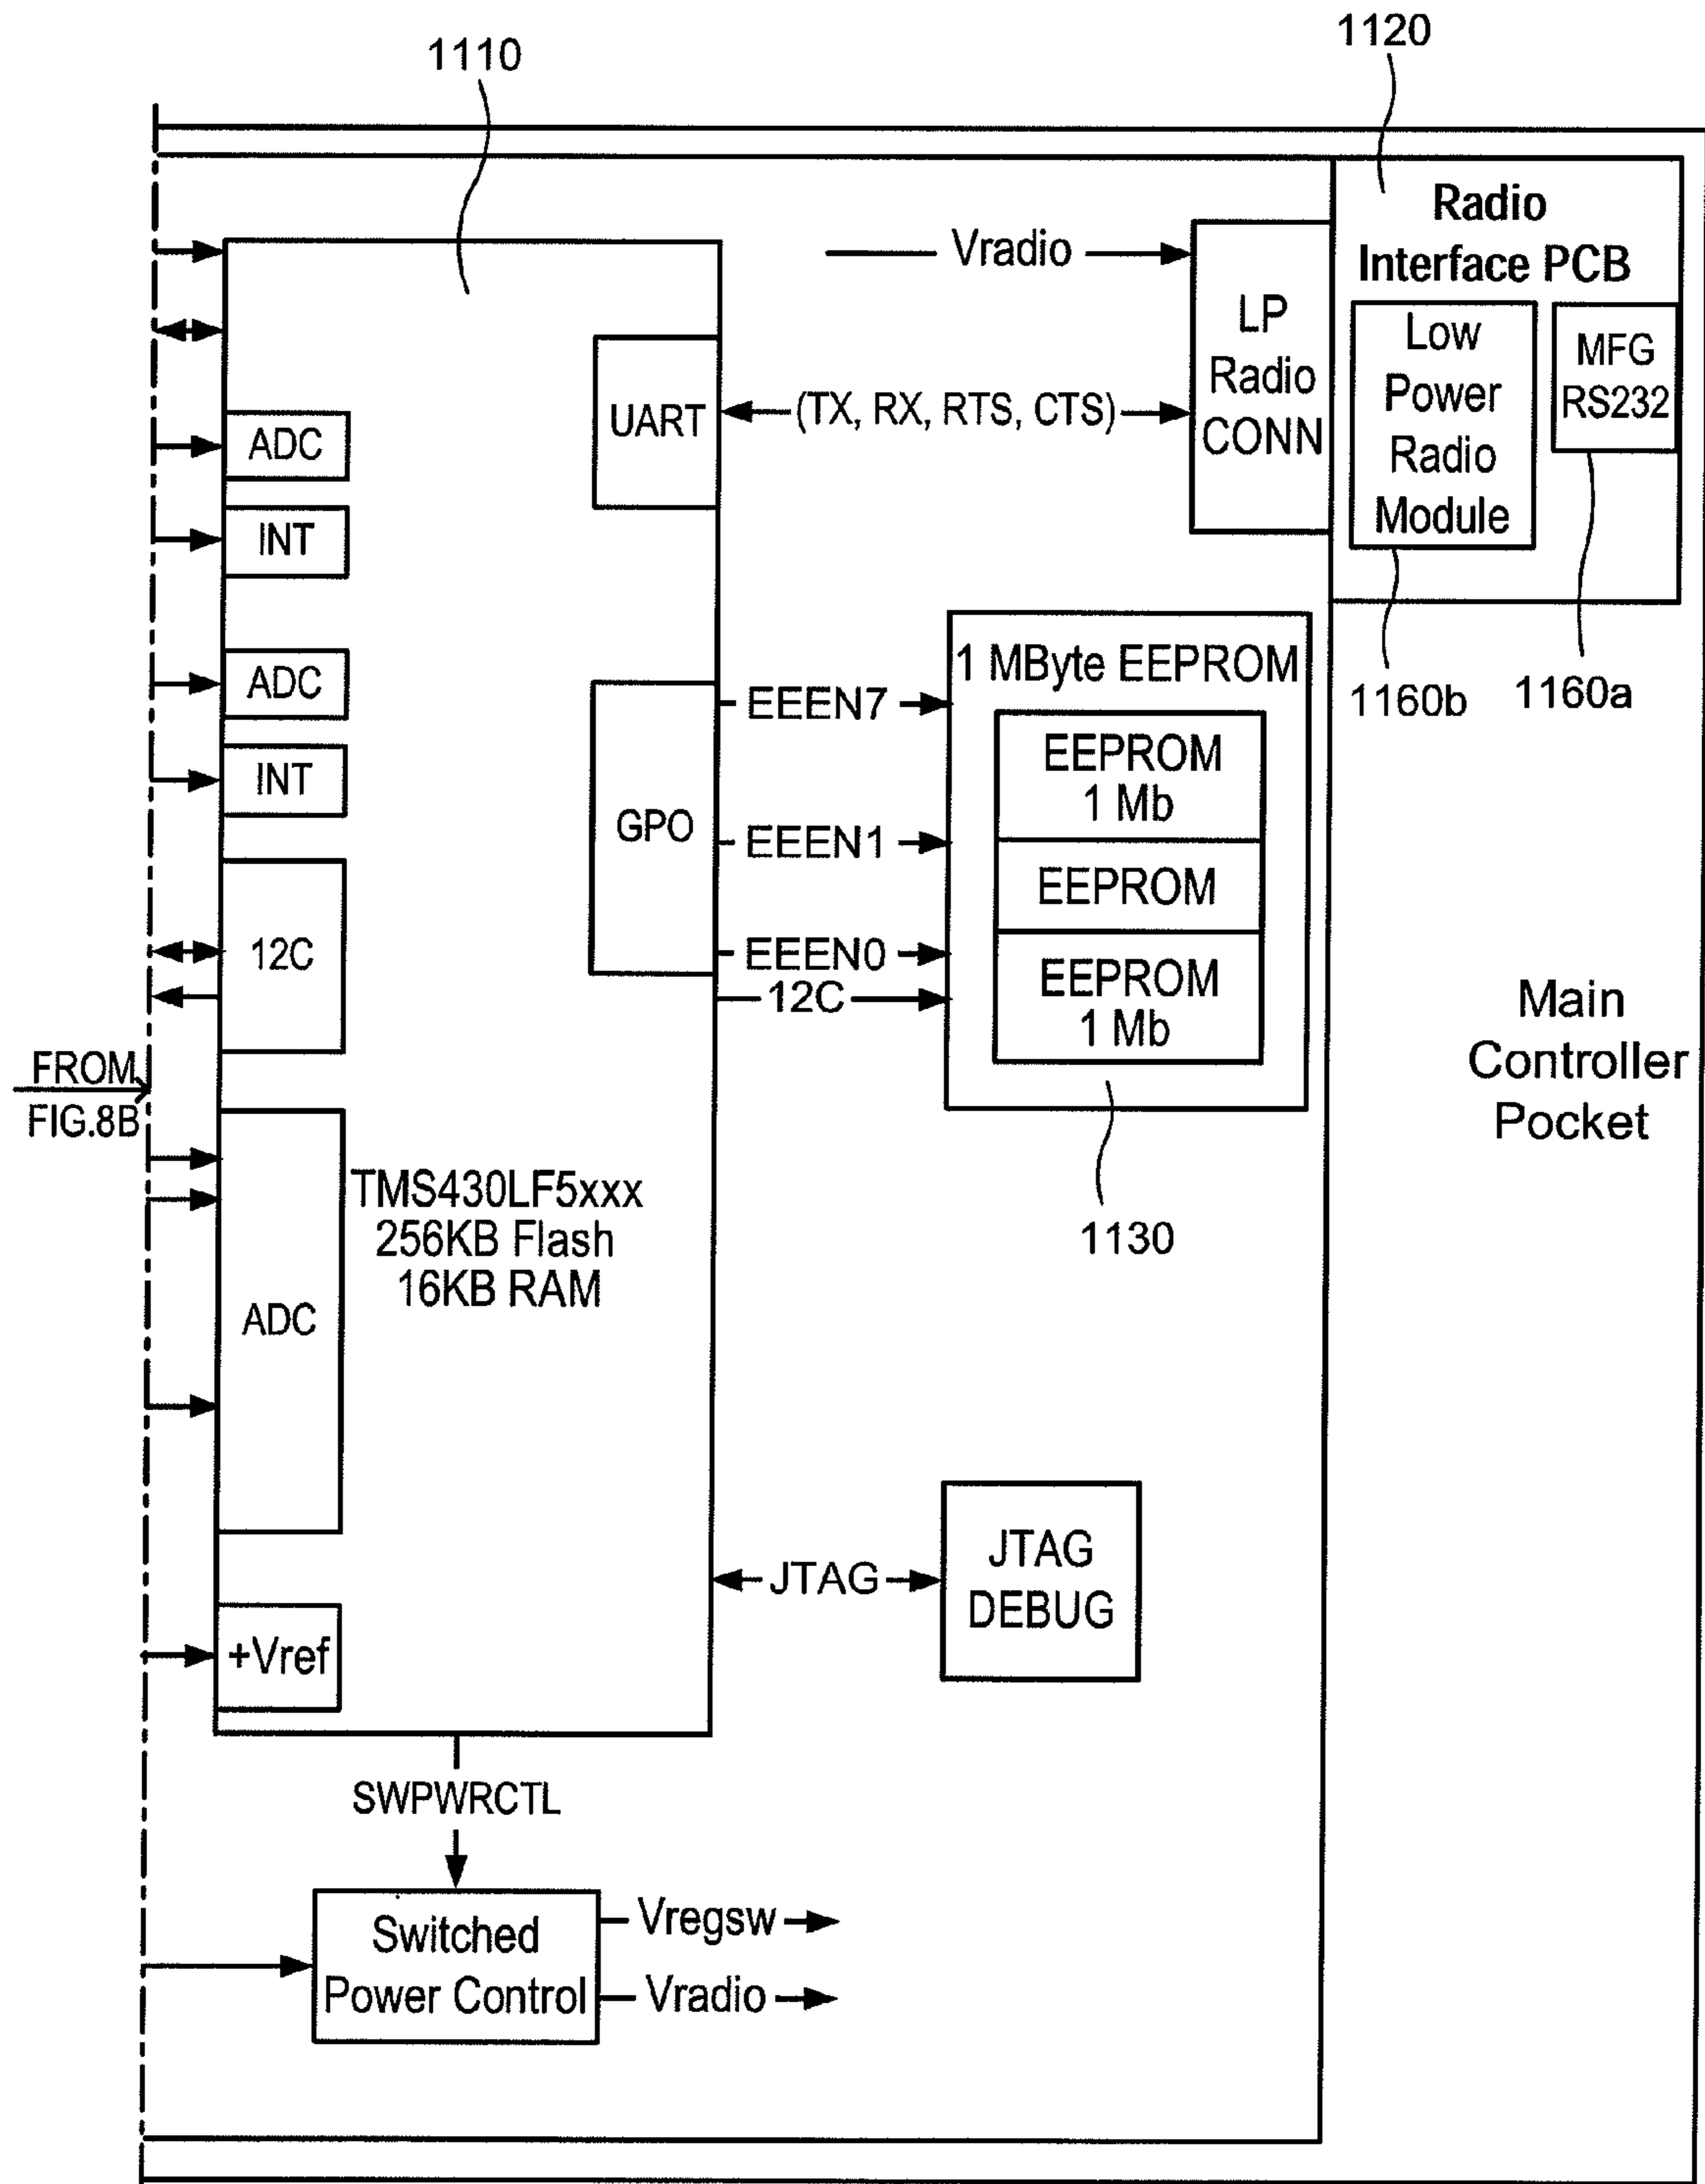 1110
1120
Radio
Interface PCB
Vradio
LP
Radio
CONN
Low
Power
Radio
Module
MFG
RS232
UART
(TX, RX, RTS, CTS)
ADC
INT
ADC
INT
1160b
1160a
1 MByte EEPROM
EEEN7
EEPROM
1 Mb
GPO
EEEN1
EEPROM
EEEN0
12C
12C
EEPROM
1 Mb
Main
Controller
Pocket
FROM
FIG.8B
1130
TMS430LF5xxx
256KB Flash
16KB RAM
ADC
JTAG
JTAG
DEBUG
+Vref
SWPWRCTL
Switched
Power Control
Vregsw
Vradio